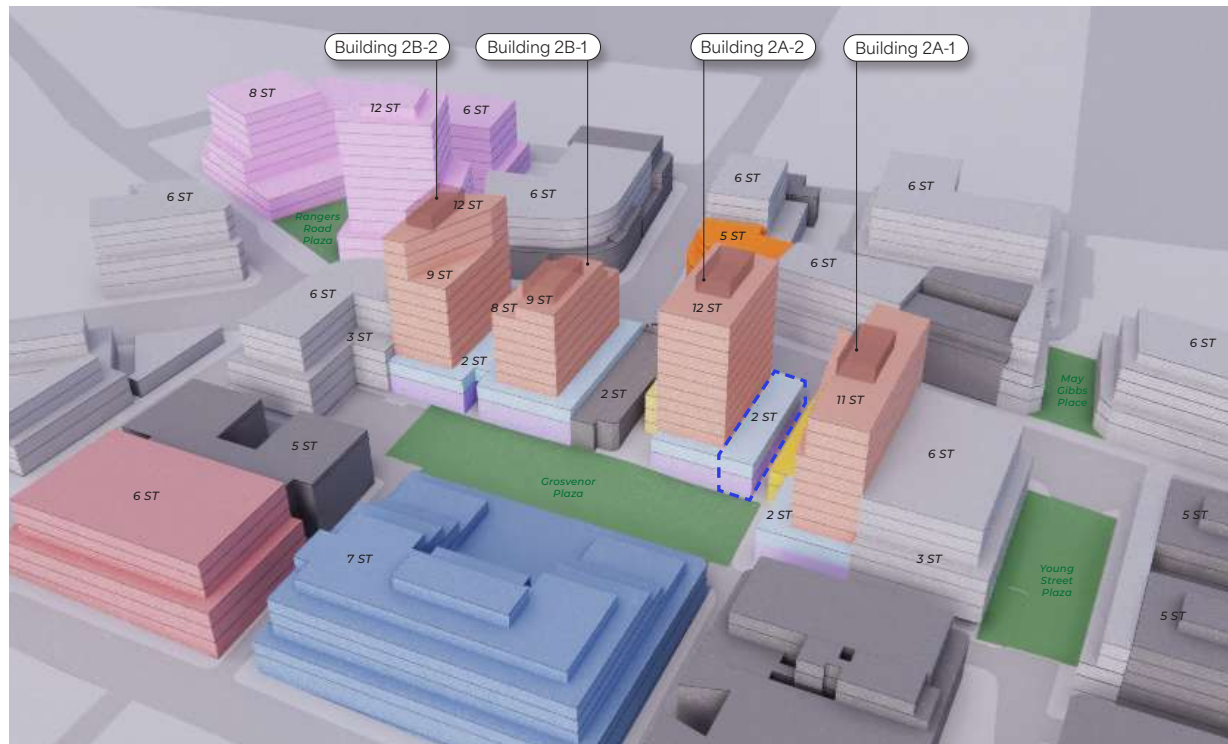 Building 2B-2
Building 2B-1
Building 2A-2
Building 2A-1
8 ST
12 ST
6 ST
6 ST
6 ST
6 ST
6 ST
12 ST
Rangers
Road
Plaza
5 ST
6 ST
9 ST
8 ST
9 ST
12 ST
6 ST
3 ST
6 ST
2 ST
2 ST
May
Gibbs
Place
11 ST
2 ST
5 ST
6 ST
6 ST
Grosvenor
Plaza
2 ST
5 ST
7 ST
3 ST
Young
Street
Plaza
5 ST